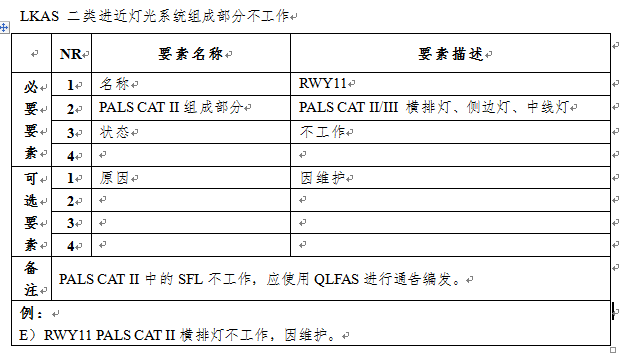 LKAS 二类进近灯光系统组成部分不工作
NR 要素名称 要素描述
必要要素
1 名称 RWY11
2 PALS CAT II 组成部分 PALS CAT II/III 横排灯、侧边灯、中线灯
3 状态 不工作
4
可选要素
1 原因 因维护
2
3
4
备注 PALS CAT II 中的 SFL 不工作，应使用 QLFAS 进行通告编发。
例：
E）RWY11 PALS CAT II 横排灯不工作，因维护。